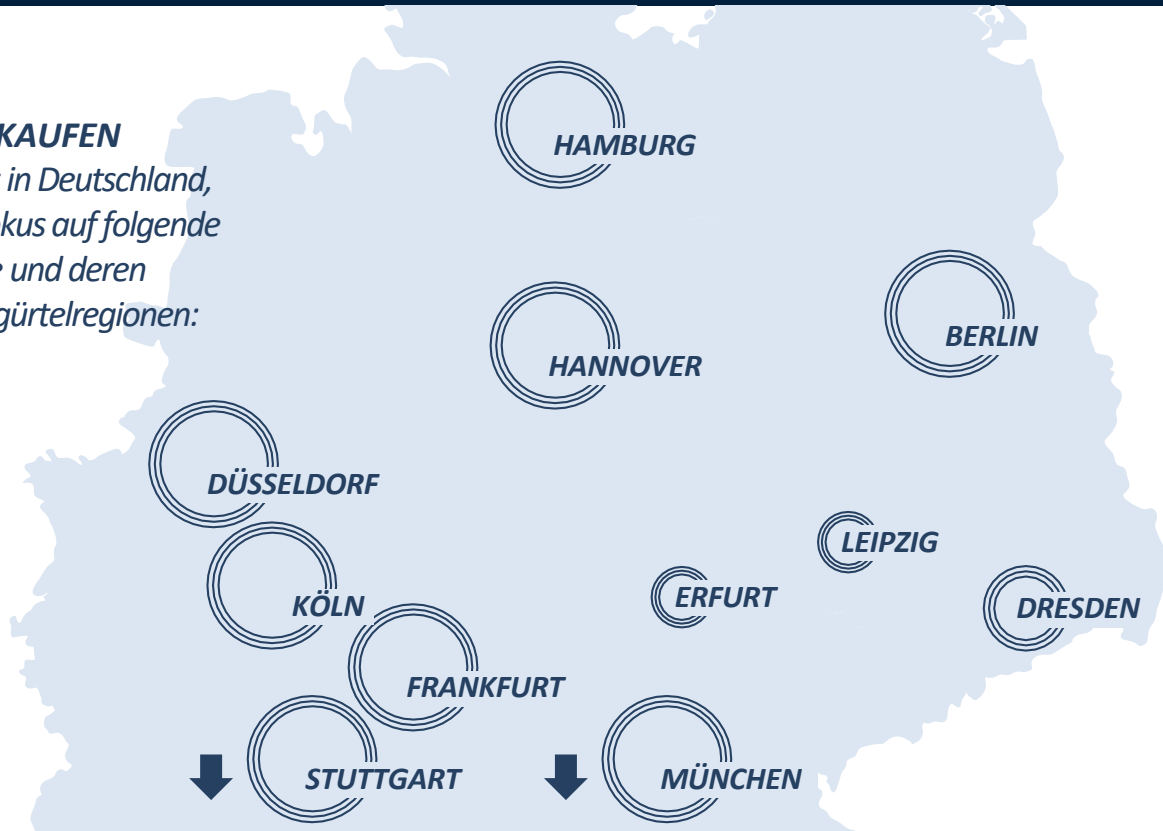 KAUFEN
in Deutschland,
kus auf folgende
und deren
gürtelregionen:
HAMBURG
BERLIN
HANNOVER
DÜSSELDORF
LEIPZIG
ERFURT
KÖLN
DRESDEN
FRANKFURT
STUTTGART
MÜNCHEN